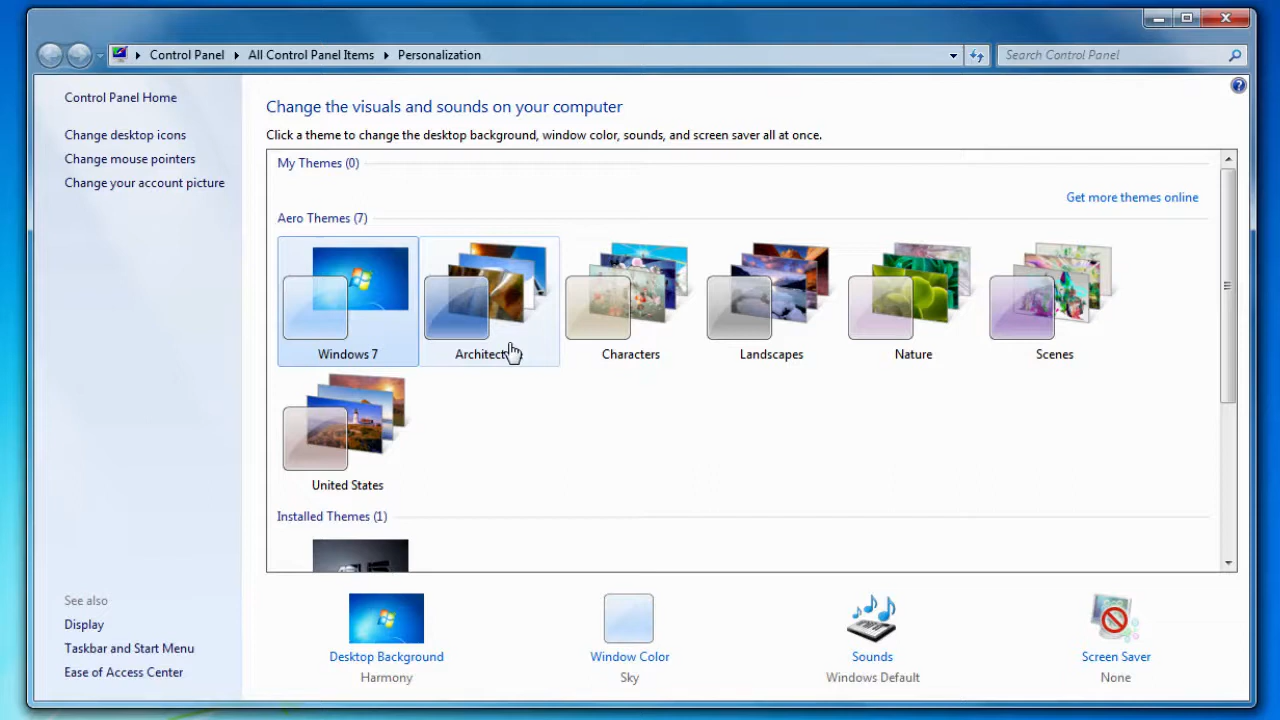 Control Panel
All Control Panel Items
Personalization
Search Control Panel
Control Panel Home
Change desktop icons
Change mouse pointers
Change your account picture
See also
Display
Taskbar and Start Menu
Ease of Access Center
Change the visuals and sounds on your computer
Click a theme to change the desktop background, window color, sounds, and screen saver all at once.
My Themes (0)
Get more themes online
Aero Themes (7)
Windows 7
Characters
Landscapes
Nature
Scenes
United States
Installed Themes (1)
Desktop Background
Harmony
Window Color
Sky
Sounds
Windows Default
Screen Saver
None